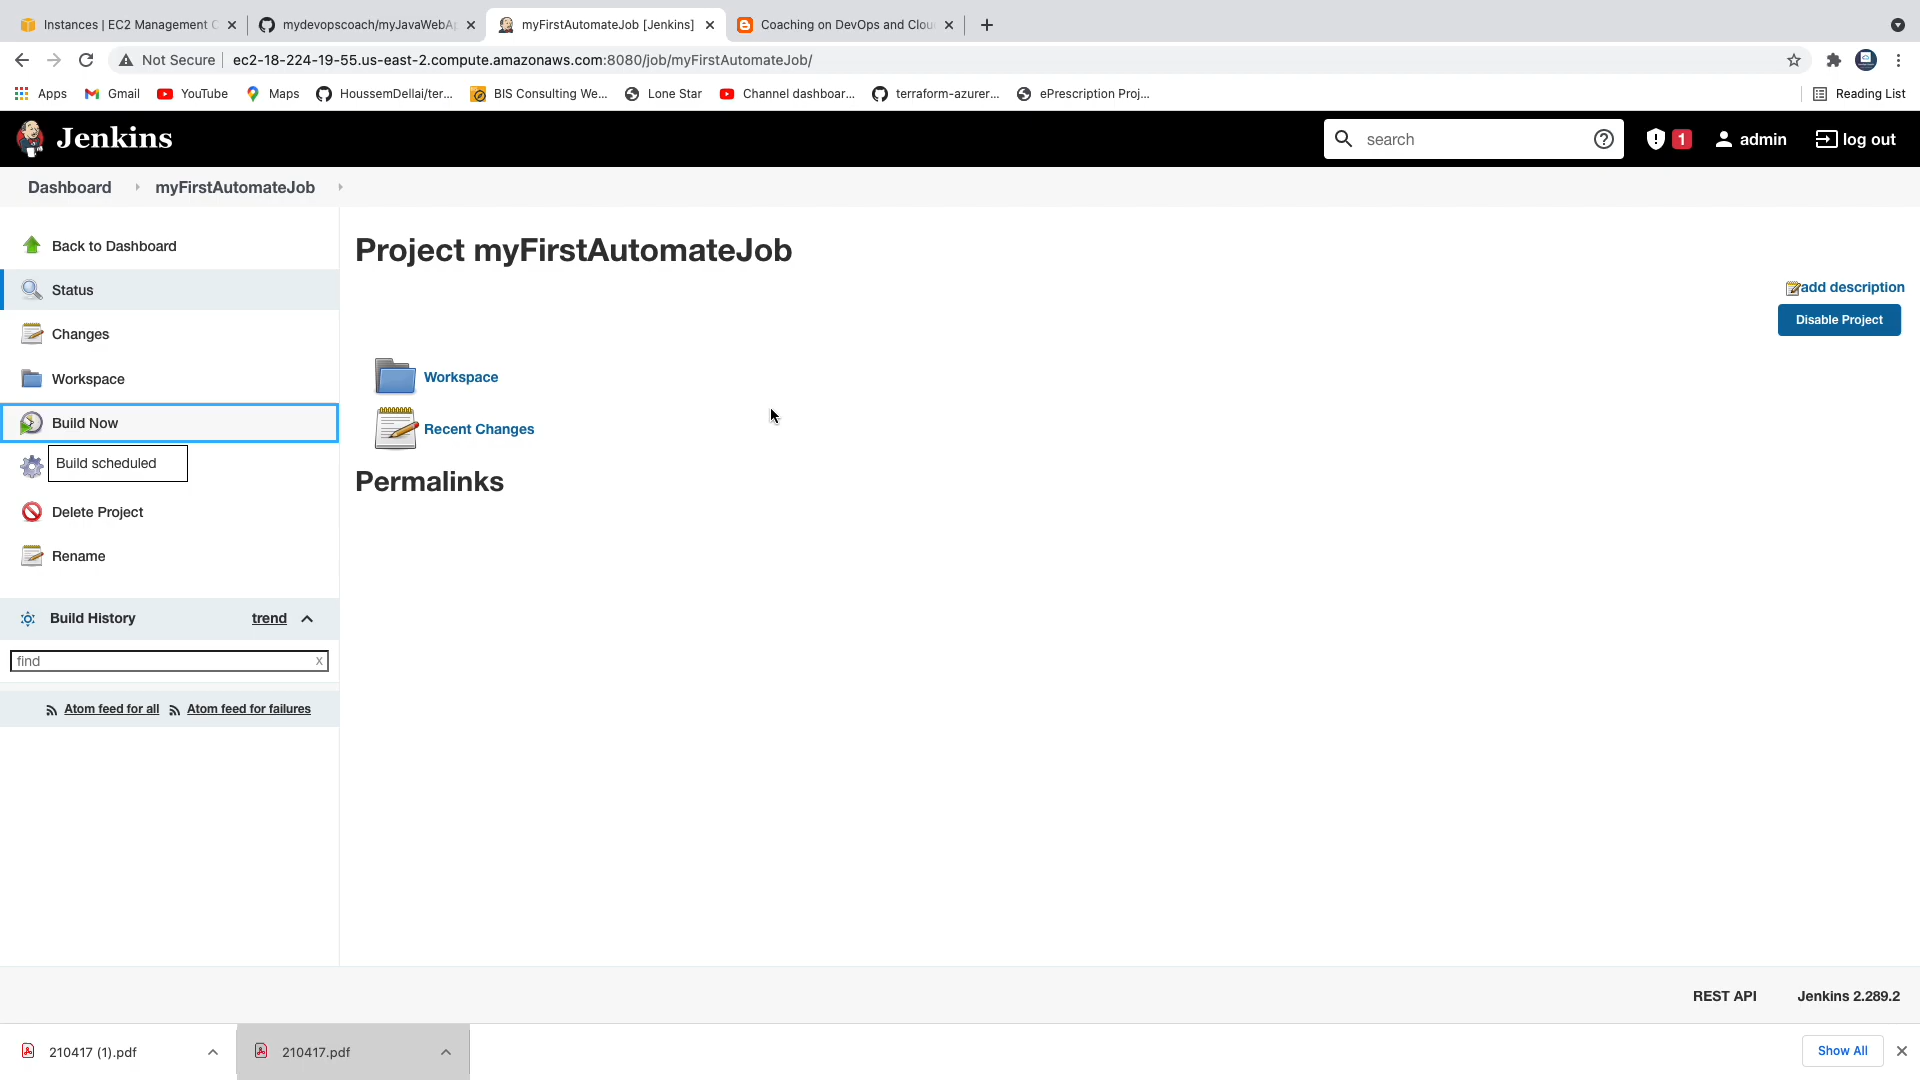 Instances | EC2 Management C
mydevopscoach/myJavaWebAp
myFirstAutomateJob [Jenkins]
Coaching on DevOps and Clou
Not Secure
ec2-18-224-19-55.us-east-2.compute.amazonaws.com:8080/job/myFirstAutomateJob/
Apps
Gmail
YouTube
Maps
HoussemDellai/ter...
BIS Consulting We...
Lone Star
Channel dashboar...
terraform-azurer...
ePrescription Proj...
Reading List
Jenkins
search
1
admin
log out
Dashboard
myFirstAutomateJob
Back to Dashboard
Status
Changes
Workspace
Build Now
Build scheduled
Delete Project
Rename
Build History
trend
find
x
Atom feed for all
Atom feed for failures
Project myFirstAutomateJob
add description
Disable Project
Workspace
Recent Changes
Permalinks
REST API
Jenkins 2.289.2
210417 (1).pdf
210417.pdf
Show All